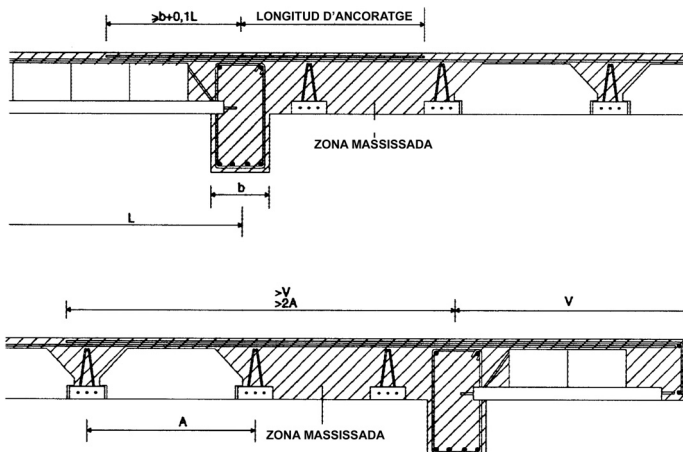 ≥b+0,1L
LONGITUD D'ANCORATGE
ZONA MASSISSADA
b
L
>V
>2A
V
A
ZONA MASSISSADA